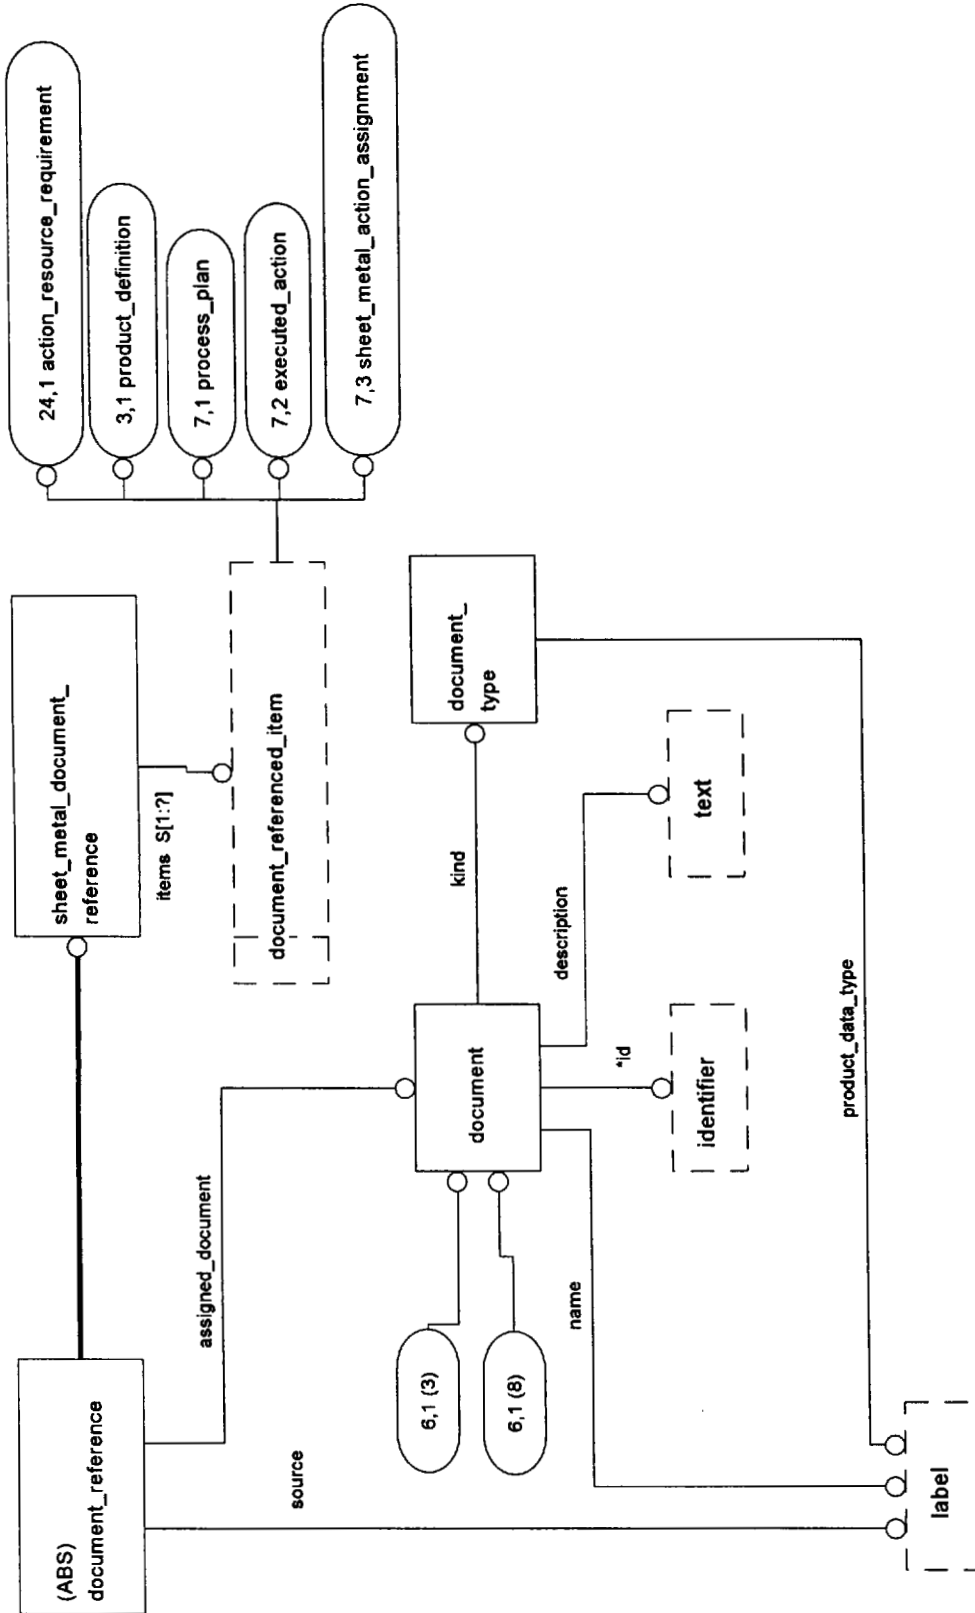 (ABS)
document_reference
sheet_metal_document_
reference
24,1 action_resource_requirement
3,1 product_definition
7,1 process_plan
7,2 executed_action
7,3 sheet_metal_action_assignment
items S[1:?]
document_referenced_item
assigned_document
source
6,1 (3)
6,1 (8)
document
kind
document_
type
name
*id
description
identifier
text
product_data_type
label